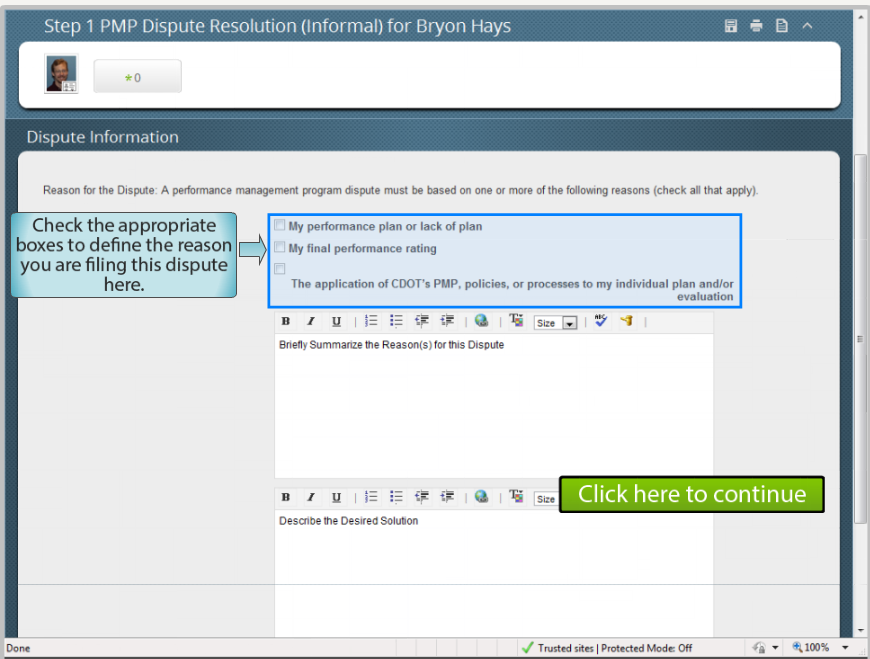 Step 1 PMP Dispute Resolution (Informal) for Bryon Hays
*0
Dispute Information
Reason for the Dispute: A performance management program dispute must be based on one or more of the following reasons (check all that apply).
Check the appropriate
boxes to define the reason
you are filing this dispute
here.
My performance plan or lack of plan
My final performance rating
The application of CDOT's PMP, policies, or processes to my individual plan and/or
evaluation
B I U Size ABC
Briefly Summarize the Reason(s) for this Dispute
B I U Size
Click here to continue
Describe the Desired Solution
Done
Trusted sites | Protected Mode: Off
100%